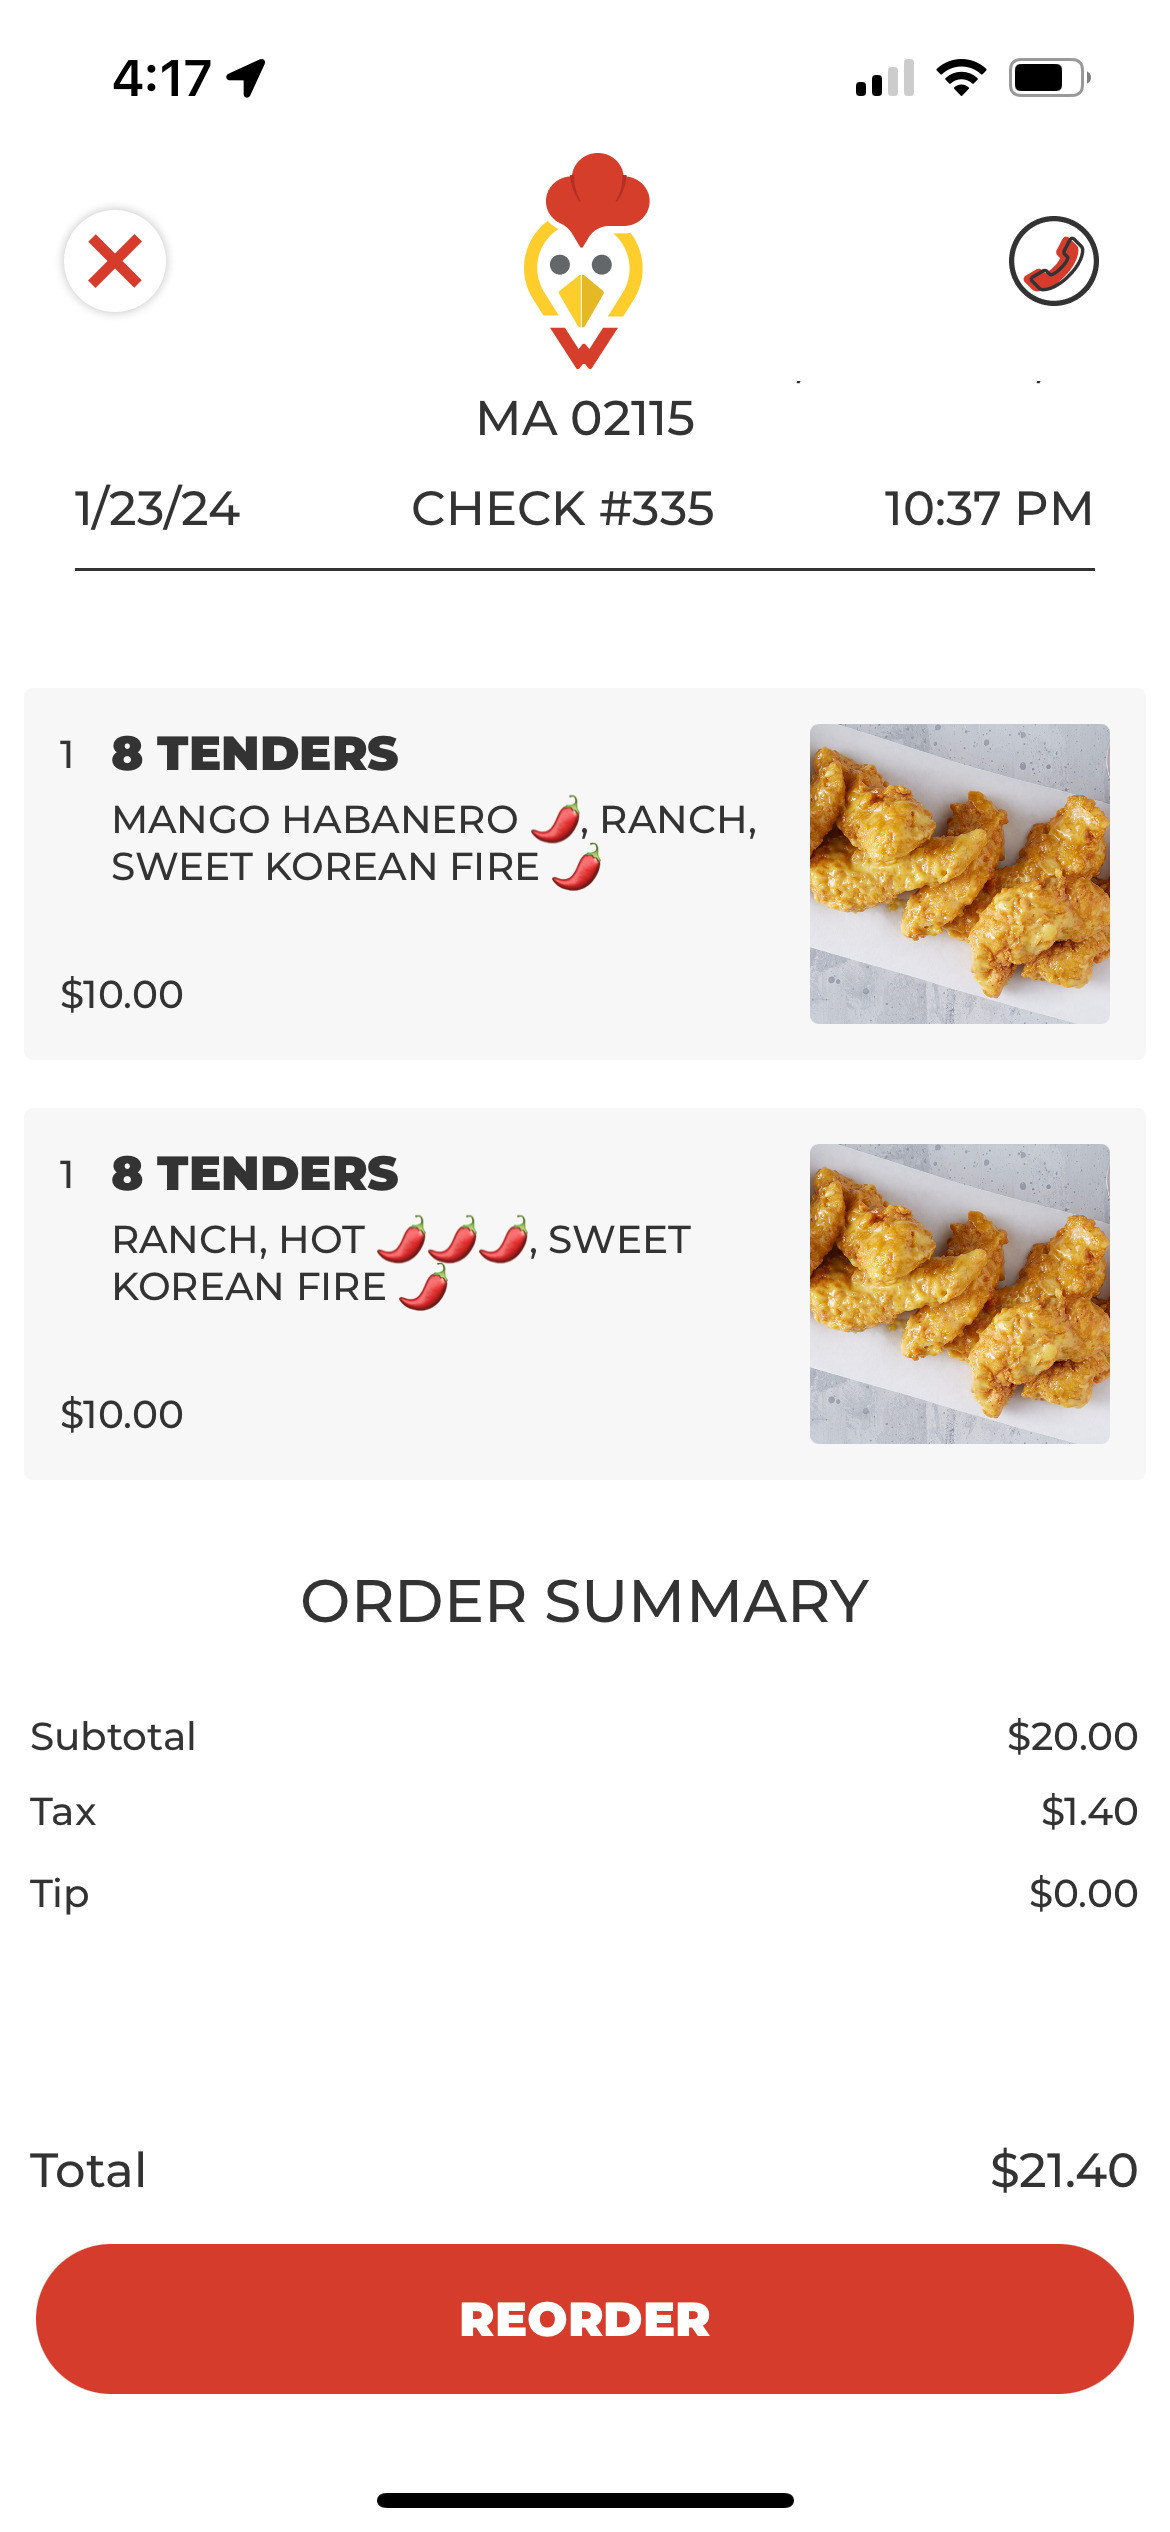 4:17
MA 02115
1/23/24 CHECK #335 10:37 PM
1 8 TENDERS
MANGO HABANERO 🌶️, RANCH,
SWEET KOREAN FIRE 🌶️
$10.00
1 8 TENDERS
RANCH, HOT 🌶️🌶️🌶️, SWEET
KOREAN FIRE 🌶️
$10.00
ORDER SUMMARY
Subtotal $20.00
Tax $1.40
Tip $0.00
Total $21.40
REORDER